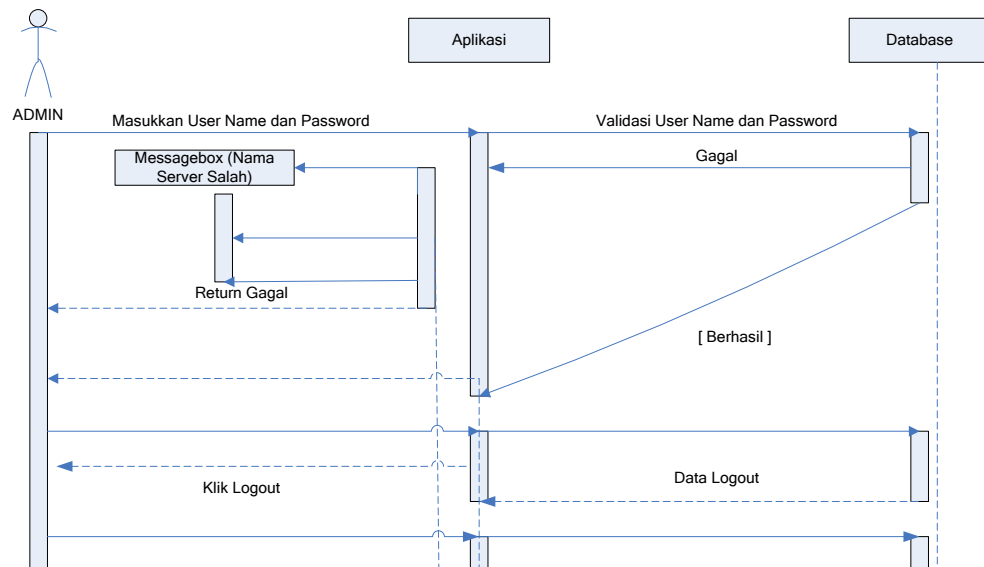 Aplikasi
Database
ADMIN
Masukkan User Name dan Password
Validasi User Name dan Password
Messagebox (Nama
Server Salah)
Gagal
Return Gagal
[ Berhasil ]
Klik Logout
Data Logout